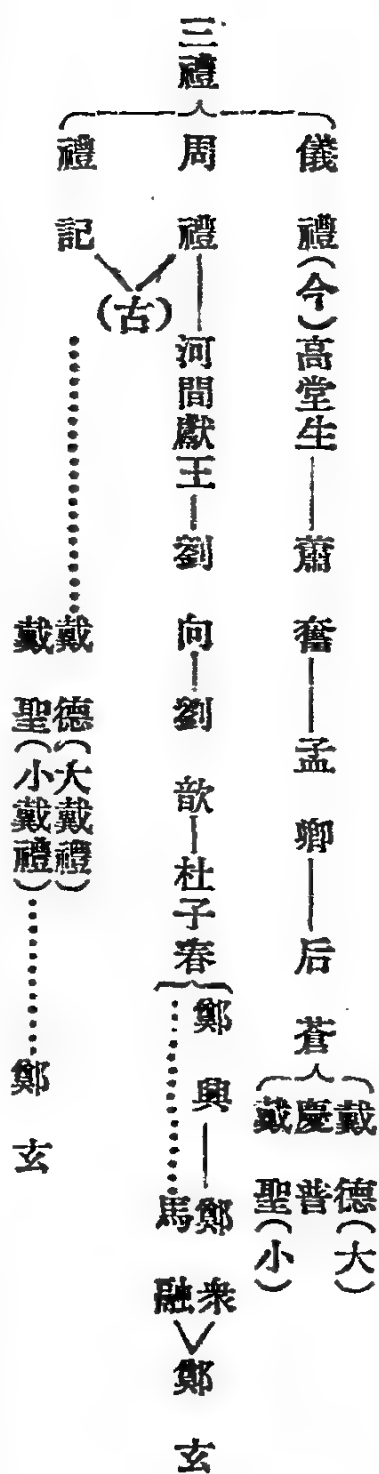 三禮
儀禮(今)高堂生—蕭奮—孟卿—后蒼
戴德(大)
慶普
戴聖(小)
周禮—河間獻王—劉向—劉歆—杜子春
鄭興—鄭衆
馬融
鄭玄
(古)
禮記
戴德(大戴禮)
戴聖(小戴禮)
鄭玄